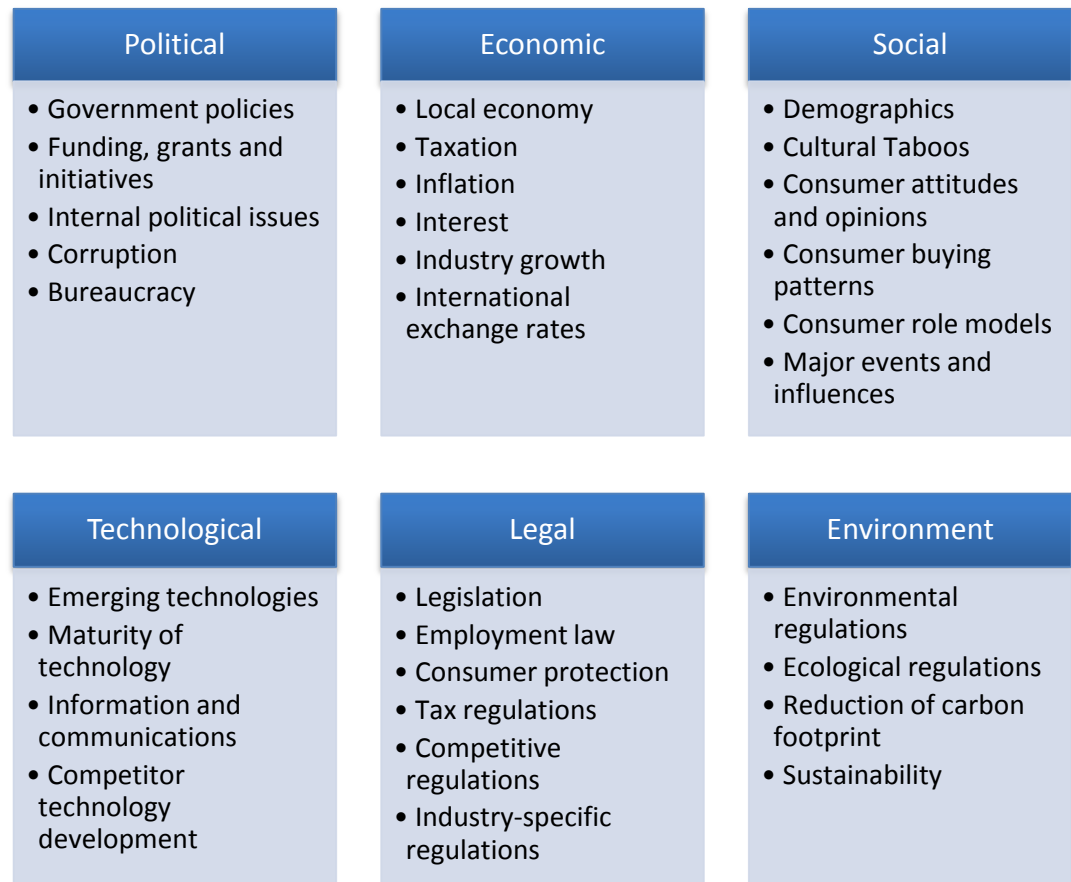 Political
• Government policies
• Funding, grants and
initiatives
• Internal political issues
• Corruption
• Bureaucracy
Economic
• Local economy
• Taxation
• Inflation
• Interest
• Industry growth
• International
exchange rates
Social
• Demographics
• Cultural Taboos
• Consumer attitudes
and opinions
• Consumer buying
patterns
• Consumer role models
• Major events and
influences
Technological
• Emerging technologies
• Maturity of
technology
• Information and
communications
• Competitor
technology
development
Legal
• Legislation
• Employment law
• Consumer protection
• Tax regulations
• Competitive
regulations
• Industry-specific
regulations
Environment
• Environmental
regulations
• Ecological regulations
• Reduction of carbon
footprint
• Sustainability